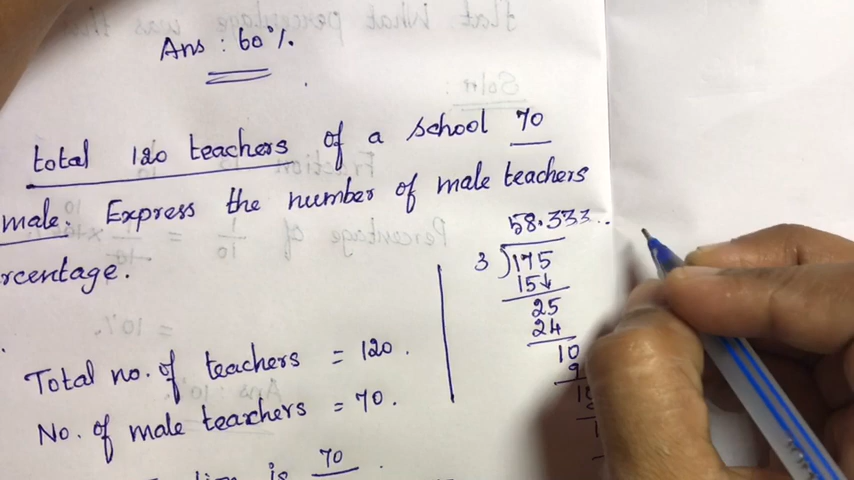 Ans : 60%.
total 120 teachers of a school 70
male. Express the number of male teachers
rcentage.
Total no. of teachers = 120.
No. of male teachers = 70.
is 70
58.333..
3)175
15↓
25
24
10
9